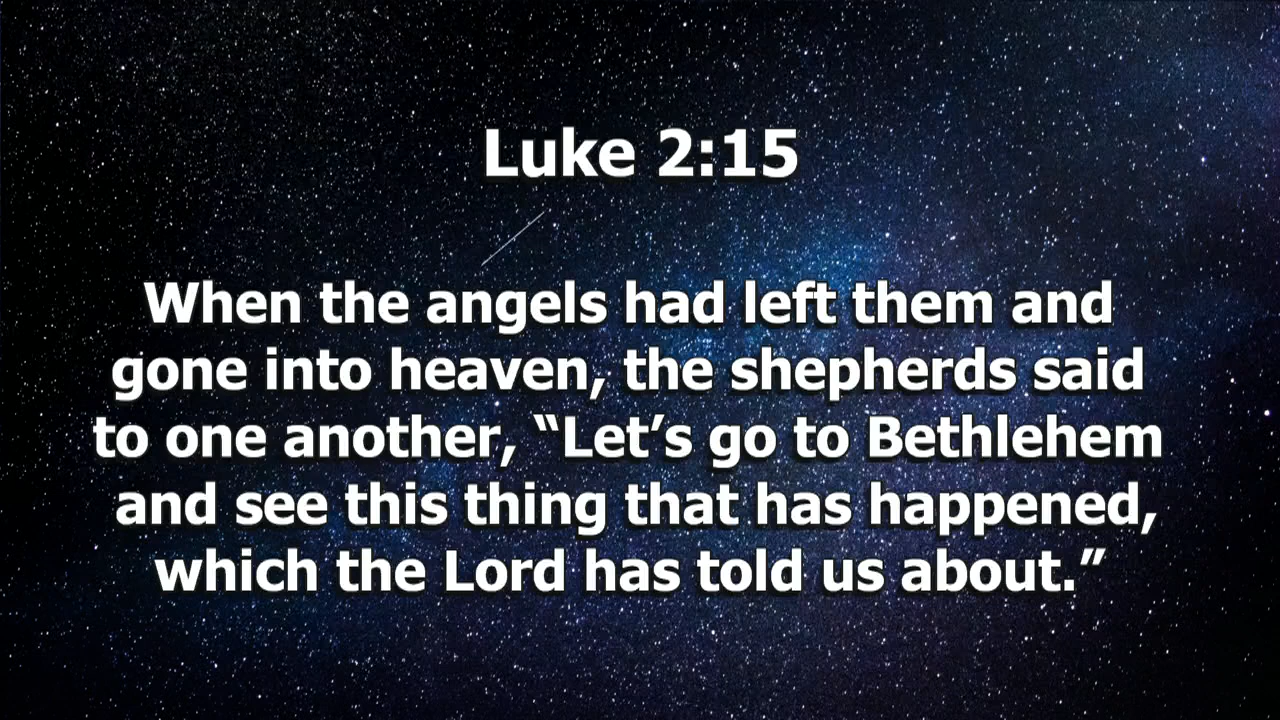 Luke 2:15
When the angels had left them and
gone into heaven, the shepherds said
to one another, “Let’s go to Bethlehem
and see this thing that has happened,
which the Lord has told us about.”